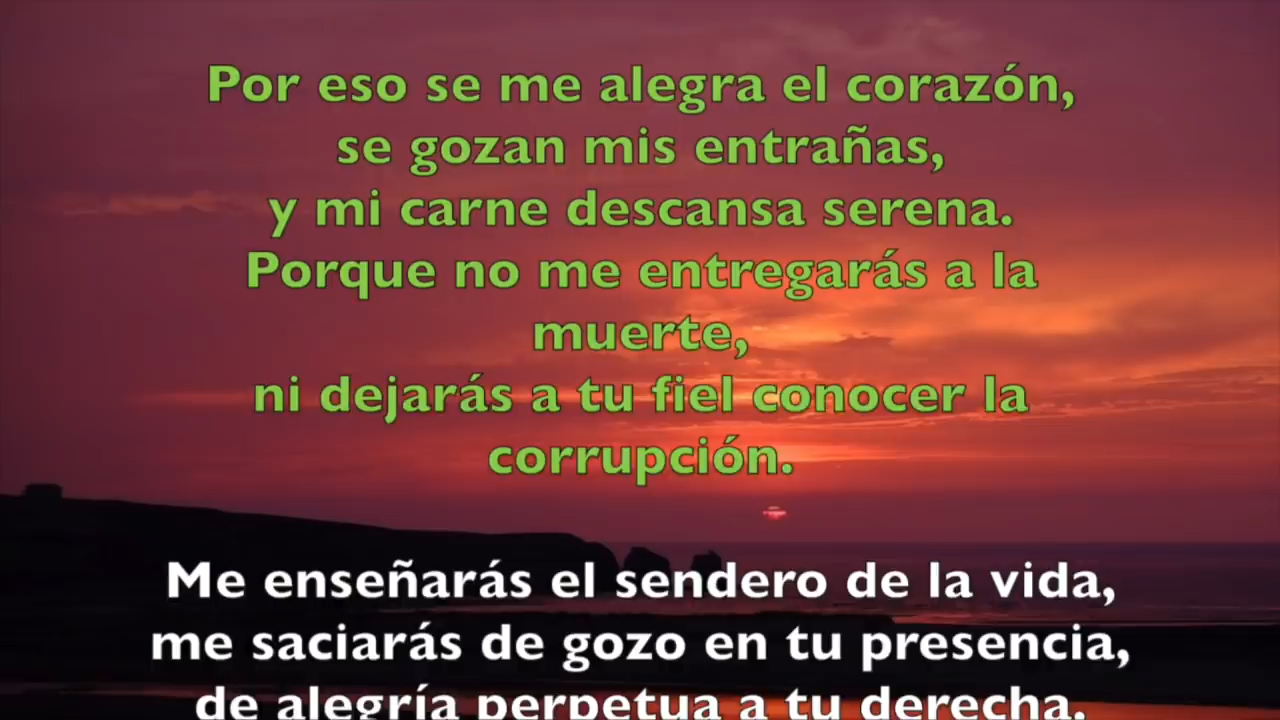 Por eso se me alegra el corazón,
se gozan mis entrañas,
y mi carne descansa serena.
Porque no me entregarás a la
muerte,
ni dejarás a tu fiel conocer la
corrupción.
Me enseñarás el sendero de la vida,
me saciarás de gozo en tu presencia,
de alegría perpetua a tu derecha.